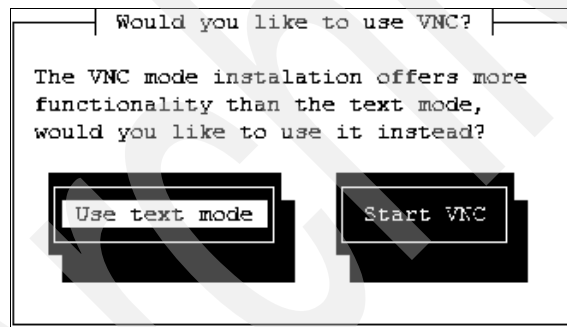 Would you like to use VNC?
The VNC mode instalation offers more
functionality than the text mode,
would you like to use it instead?
Use text mode Start VNC